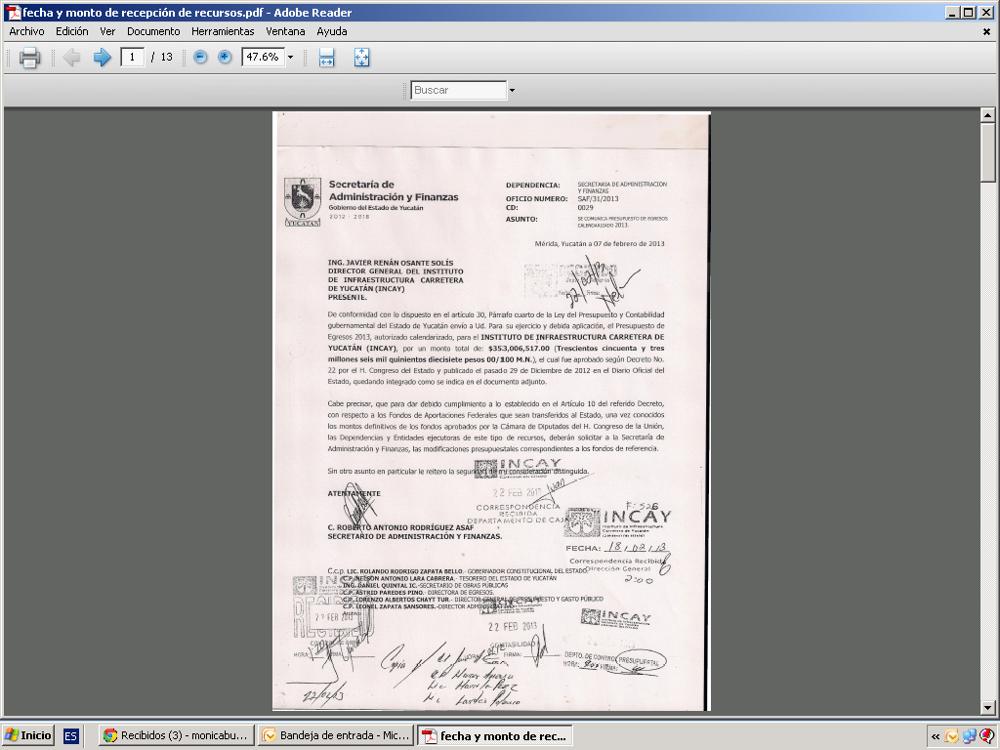 fecha y monto de recepción de recursos.pdf - Adobe Reader
Archivo Edición Ver Documento Herramientas Ventana Ayuda
1 / 13 47.6%
Buscar
Secretaría de
Administración y Finanzas
Gobierno del Estado de Yucatán
2012 - 2018
YUCATÁN
DEPENDENCIA: SECRETARIA DE ADMINISTRACION
Y FINANZAS
OFICIO NUMERO: SAF/31/2013
CD: 0029
ASUNTO: SE COMUNICA PRESUPUESTO DE EGRESOS
CALENDARIZADO 2013.
Mérida, Yucatán a 07 de febrero de 2013
ING. JAVIER RENÁN OSANTE SOLÍS
DIRECTOR GENERAL DEL INSTITUTO
DE INFRAESTRUCTURA CARRETERA
DE YUCATÁN (INCAY)
PRESENTE.
22/02/13
De conformidad con lo dispuesto en el artículo 30, Párrafo cuarto de la Ley del Presupuesto y Contabilidad
gubernamental del Estado de Yucatán envío a Ud. Para su ejercicio y debida aplicación, el Presupuesto de
Egresos 2013, autorizado calendarizado, para el INSTITUTO DE INFRAESTRUCTURA CARRETERA DE
YUCATÁN (INCAY), por un monto total de: $353,006,517.00 (Trescientos cincuenta y tres
millones seis mil quinientos diecisiete pesos 00/100 M.N.), el cual fue aprobado según Decreto No.
22 por el H. Congreso del Estado y publicado el pasado 29 de Diciembre de 2012 en el Diario Oficial del
Estado, quedando integrado como se indica en el documento adjunto.
Cabe precisar, que para dar debido cumplimiento a lo establecido en el Artículo 10 del referido Decreto,
con respecto a los Fondos de Aportaciones Federales que sean transferidos al Estado, una vez conocidos
los montos definitivos de los fondos aprobados por la Cámara de Diputados del H. Congreso de la Unión,
las Dependencias y Entidades ejecutoras de este tipo de recursos, deberán solicitar a la Secretaría de
Administración y Finanzas, las modificaciones presupuestales correspondientes a los fondos de referencia.
INCAY
Sin otro asunto en particular le reitero la seguridad de mi consideración distinguida.
22 FEB 2013
ATENTAMENTE
CORRESPONDENCIA
RECIBIDA
DEPARTAMENTO DE CAJA
INCAY
Instituto de Infraestructura
Carretera de Yucatán
C. ROBERTO ANTONIO RODRÍGUEZ ASAF
SECRETARIO DE ADMINISTRACIÓN Y FINANZAS.
FECHA: 18/02/13
Correspondencia Recibida
Dirección General
2:00
C.c.p. LIC. ROLANDO RODRIGO ZAPATA BELLO.- GOBERNADOR CONSTITUCIONAL DEL ESTADO
C.P. NELSON ANTONIO LARA CABRERA.- TESORERO DEL ESTADO DE YUCATÁN
ING. DANIEL QUINTAL IC.-SECRETARIO DE OBRAS PÚBLICAS
C.P. ASTRID PAREDES PINO.- DIRECTORA DE EGRESOS.
C.P. LORENZO ALBERTOS CHAYT TUR.- DIRECTOR GENERAL DE PRESUPUESTO Y GASTO PÚBLICO
C.P. LEONEL ZAPATA SANSORES.-DIRECTOR ADMINISTRATIVO
Archivo
INCAY
22 FEB 2013
22 FEB 2013
INCAY
CONTABILIDAD
HORA:
FIRMA:
DEPTO. DE CONTROL PRESUPUESTAL
HORA: FIRMA:
Copia
22/02/13
Inicio ES Recibidos (3) - monicabu... Bandeja de entrada - Mic... fecha y monto de rec...